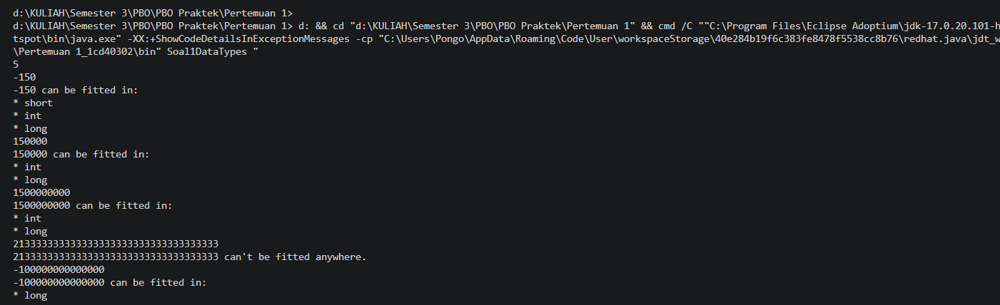 d:\KULIAH\Semester 3\PBO\PBO Praktek\Pertemuan 1>
d:\KULIAH\Semester 3\PBO\PBO Praktek\Pertemuan 1> d: && cd "d:\KULIAH\Semester 3\PBO\PBO Praktek\Pertemuan 1" && cmd /C ""C:\Program Files\Eclipse Adoptium\jdk-17.0.20.101-h
tspot\bin\java.exe" -XX:+ShowCodeDetailsInExceptionMessages -cp "C:\Users\Pongo\AppData\Roaming\Code\User\workspaceStorage\40e284b19f6c383fe8478f5538cc8b76\redhat.java\jdt_w
\Pertemuan 1_1cd40302\bin" Soal1DataTypes "
5
-150
-150 can be fitted in:
* short
* int
* long
150000
150000 can be fitted in:
* int
* long
1500000000
1500000000 can be fitted in:
* int
* long
213333333333333333333333333333333333
213333333333333333333333333333333333 can't be fitted anywhere.
-100000000000000
-100000000000000 can be fitted in:
* long